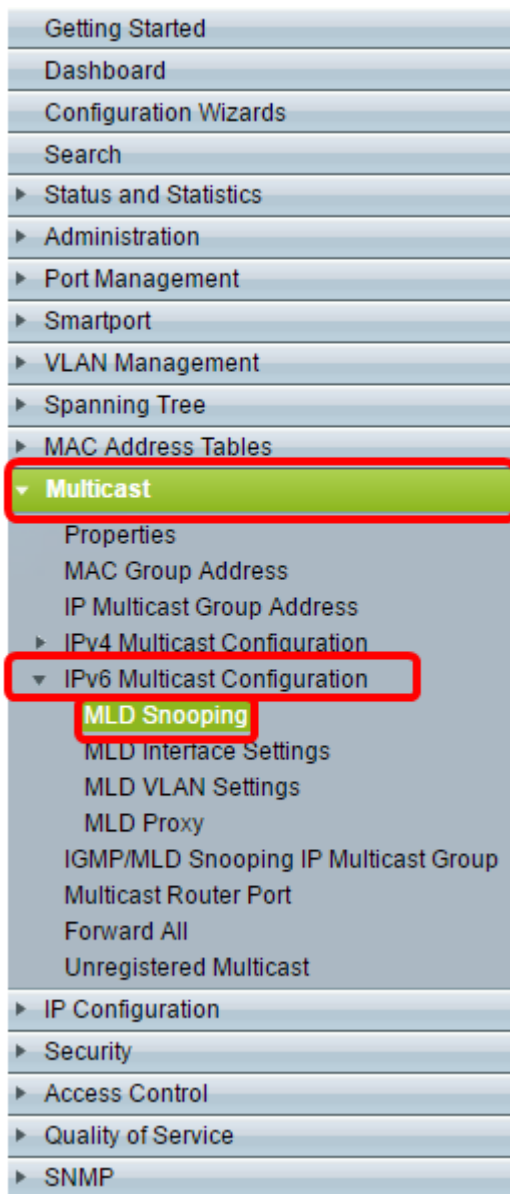 Getting Started
Dashboard
Configuration Wizards
Search
Status and Statistics
Administration
Port Management
Smartport
VLAN Management
Spanning Tree
MAC Address Tables
Multicast
Properties
MAC Group Address
IP Multicast Group Address
IPv4 Multicast Configuration
IPv6 Multicast Configuration
MLD Snooping
MLD Interface Settings
MLD VLAN Settings
MLD Proxy
IGMP/MLD Snooping IP Multicast Group
Multicast Router Port
Forward All
Unregistered Multicast
IP Configuration
Security
Access Control
Quality of Service
SNMP